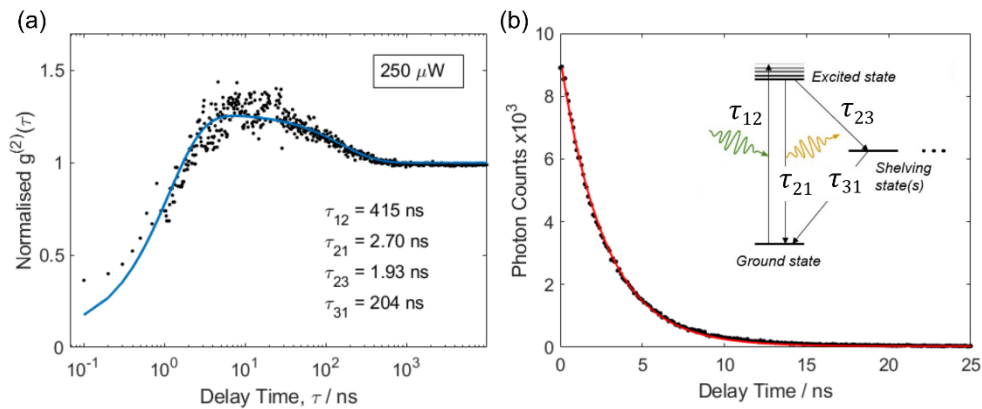 (a)
250 μW
Normalised g⁽²⁾(τ)
1.5
1.0
0.5
0
τ₁₂ = 415 ns
τ₂₁ = 2.70 ns
τ₂₃ = 1.93 ns
τ₃₁ = 204 ns
10⁻¹ 10⁰ 10¹ 10² 10³
Delay Time, τ / ns
(b)
Photon Counts x10³
10
8
6
4
2
0
Excited state
τ₁₂
τ₂₃
τ₂₁
τ₃₁
Shelving
state(s)
Ground state
0 5 10 15 20 25
Delay Time / ns